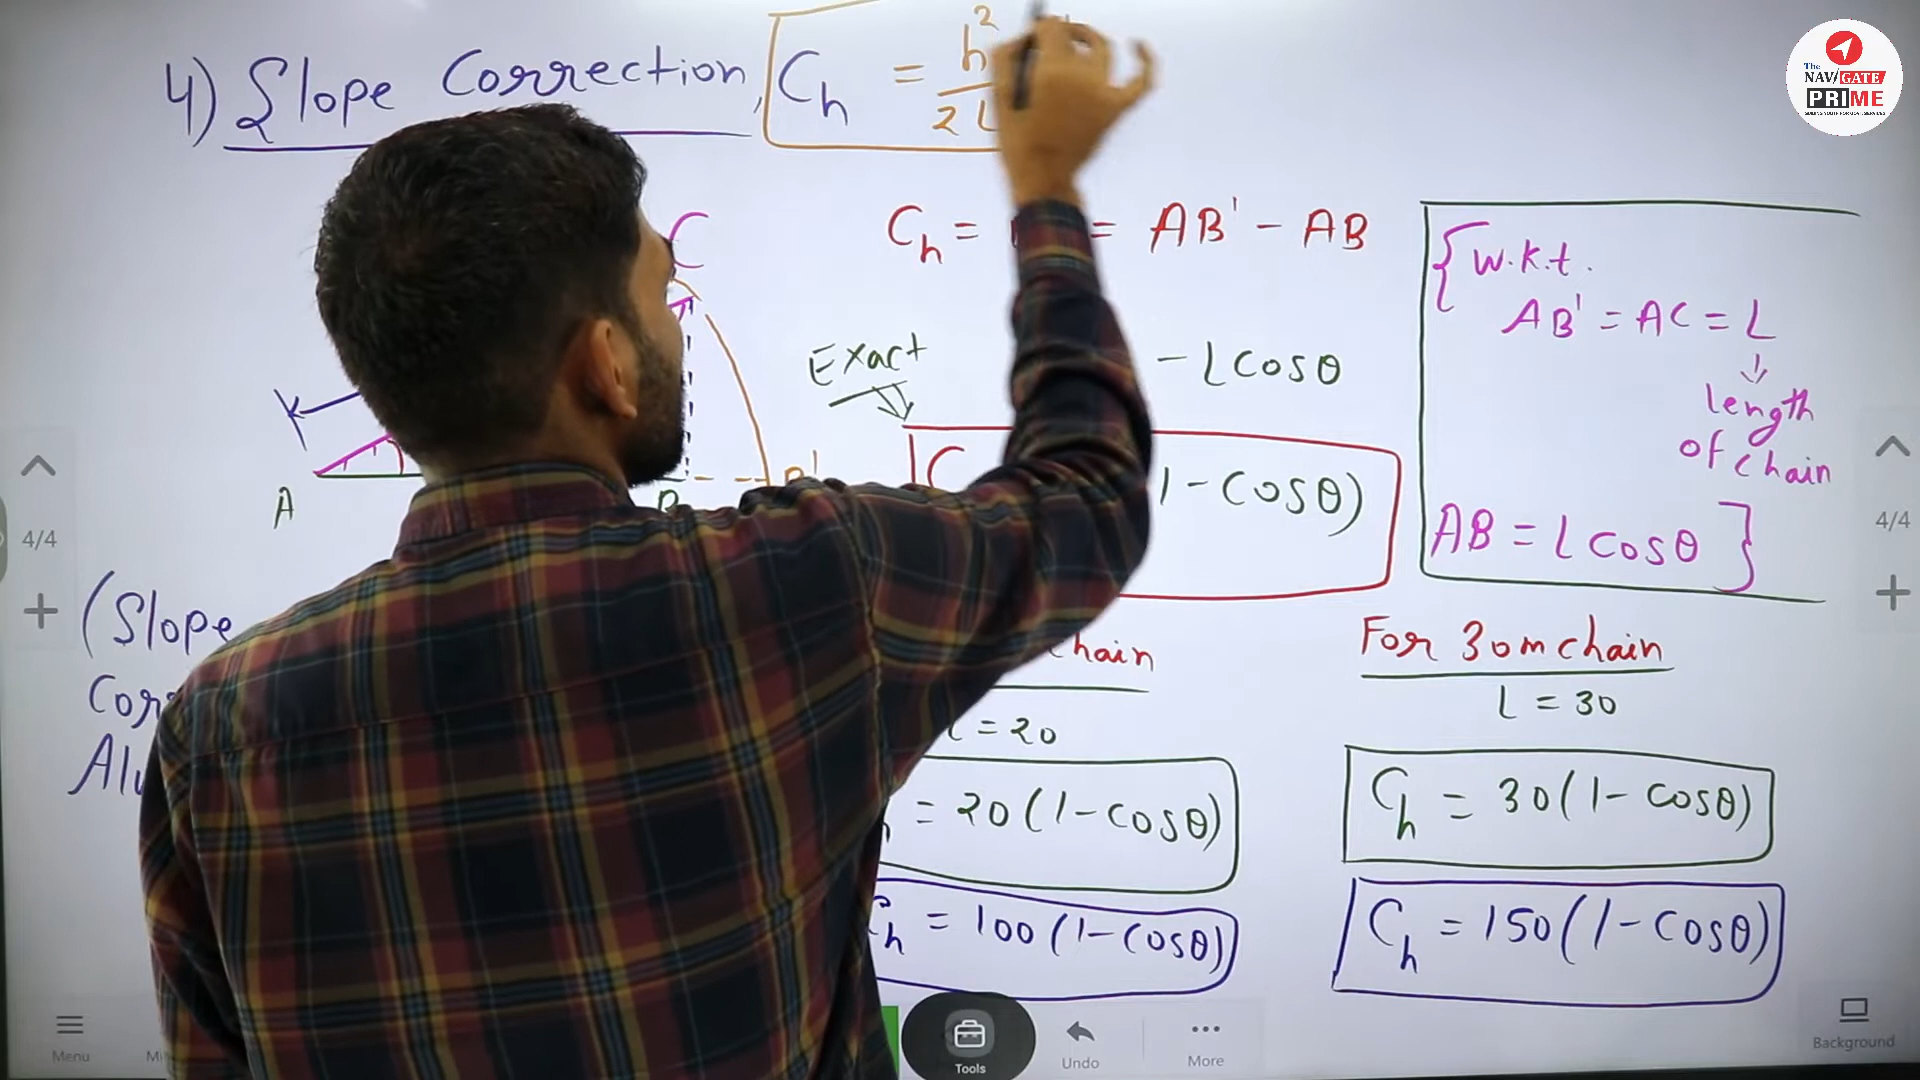 4) Slope Correction, Ch = h² / 2L
Ch = = AB' - AB
C
Exact
- L cosθ
1 - cosθ)
A
{ w.k.t.
AB' = AC = L
length
of chain
AB = L cosθ }
(Slope
chain
L = 20
= 20(1-cosθ)
Ch = 100(1-cosθ)
For 30m chain
L = 30
Ch = 30(1-cosθ)
Ch = 150(1-cosθ)
4/4
4/4
Menu
Tools
Undo
More
Background
The
NAVIGATE
PRIME